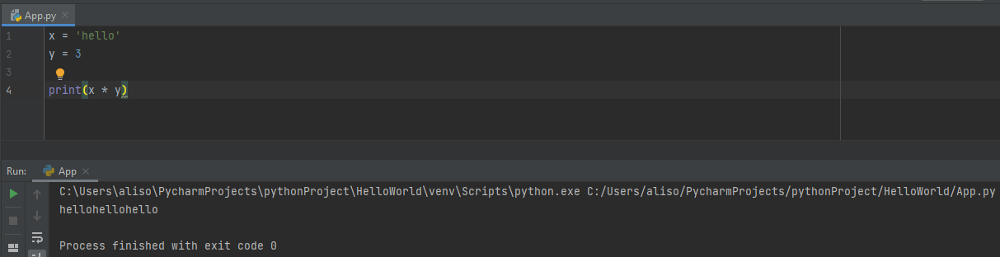 App.py
1 x = 'hello'
2 y = 3
3
4 print(x * y)
Run: App
C:\Users\aliso\PycharmProjects\pythonProject\HelloWorld\venv\Scripts\python.exe C:/Users/aliso/PycharmProjects/pythonProject/HelloWorld/App.py
hellohellohello
Process finished with exit code 0